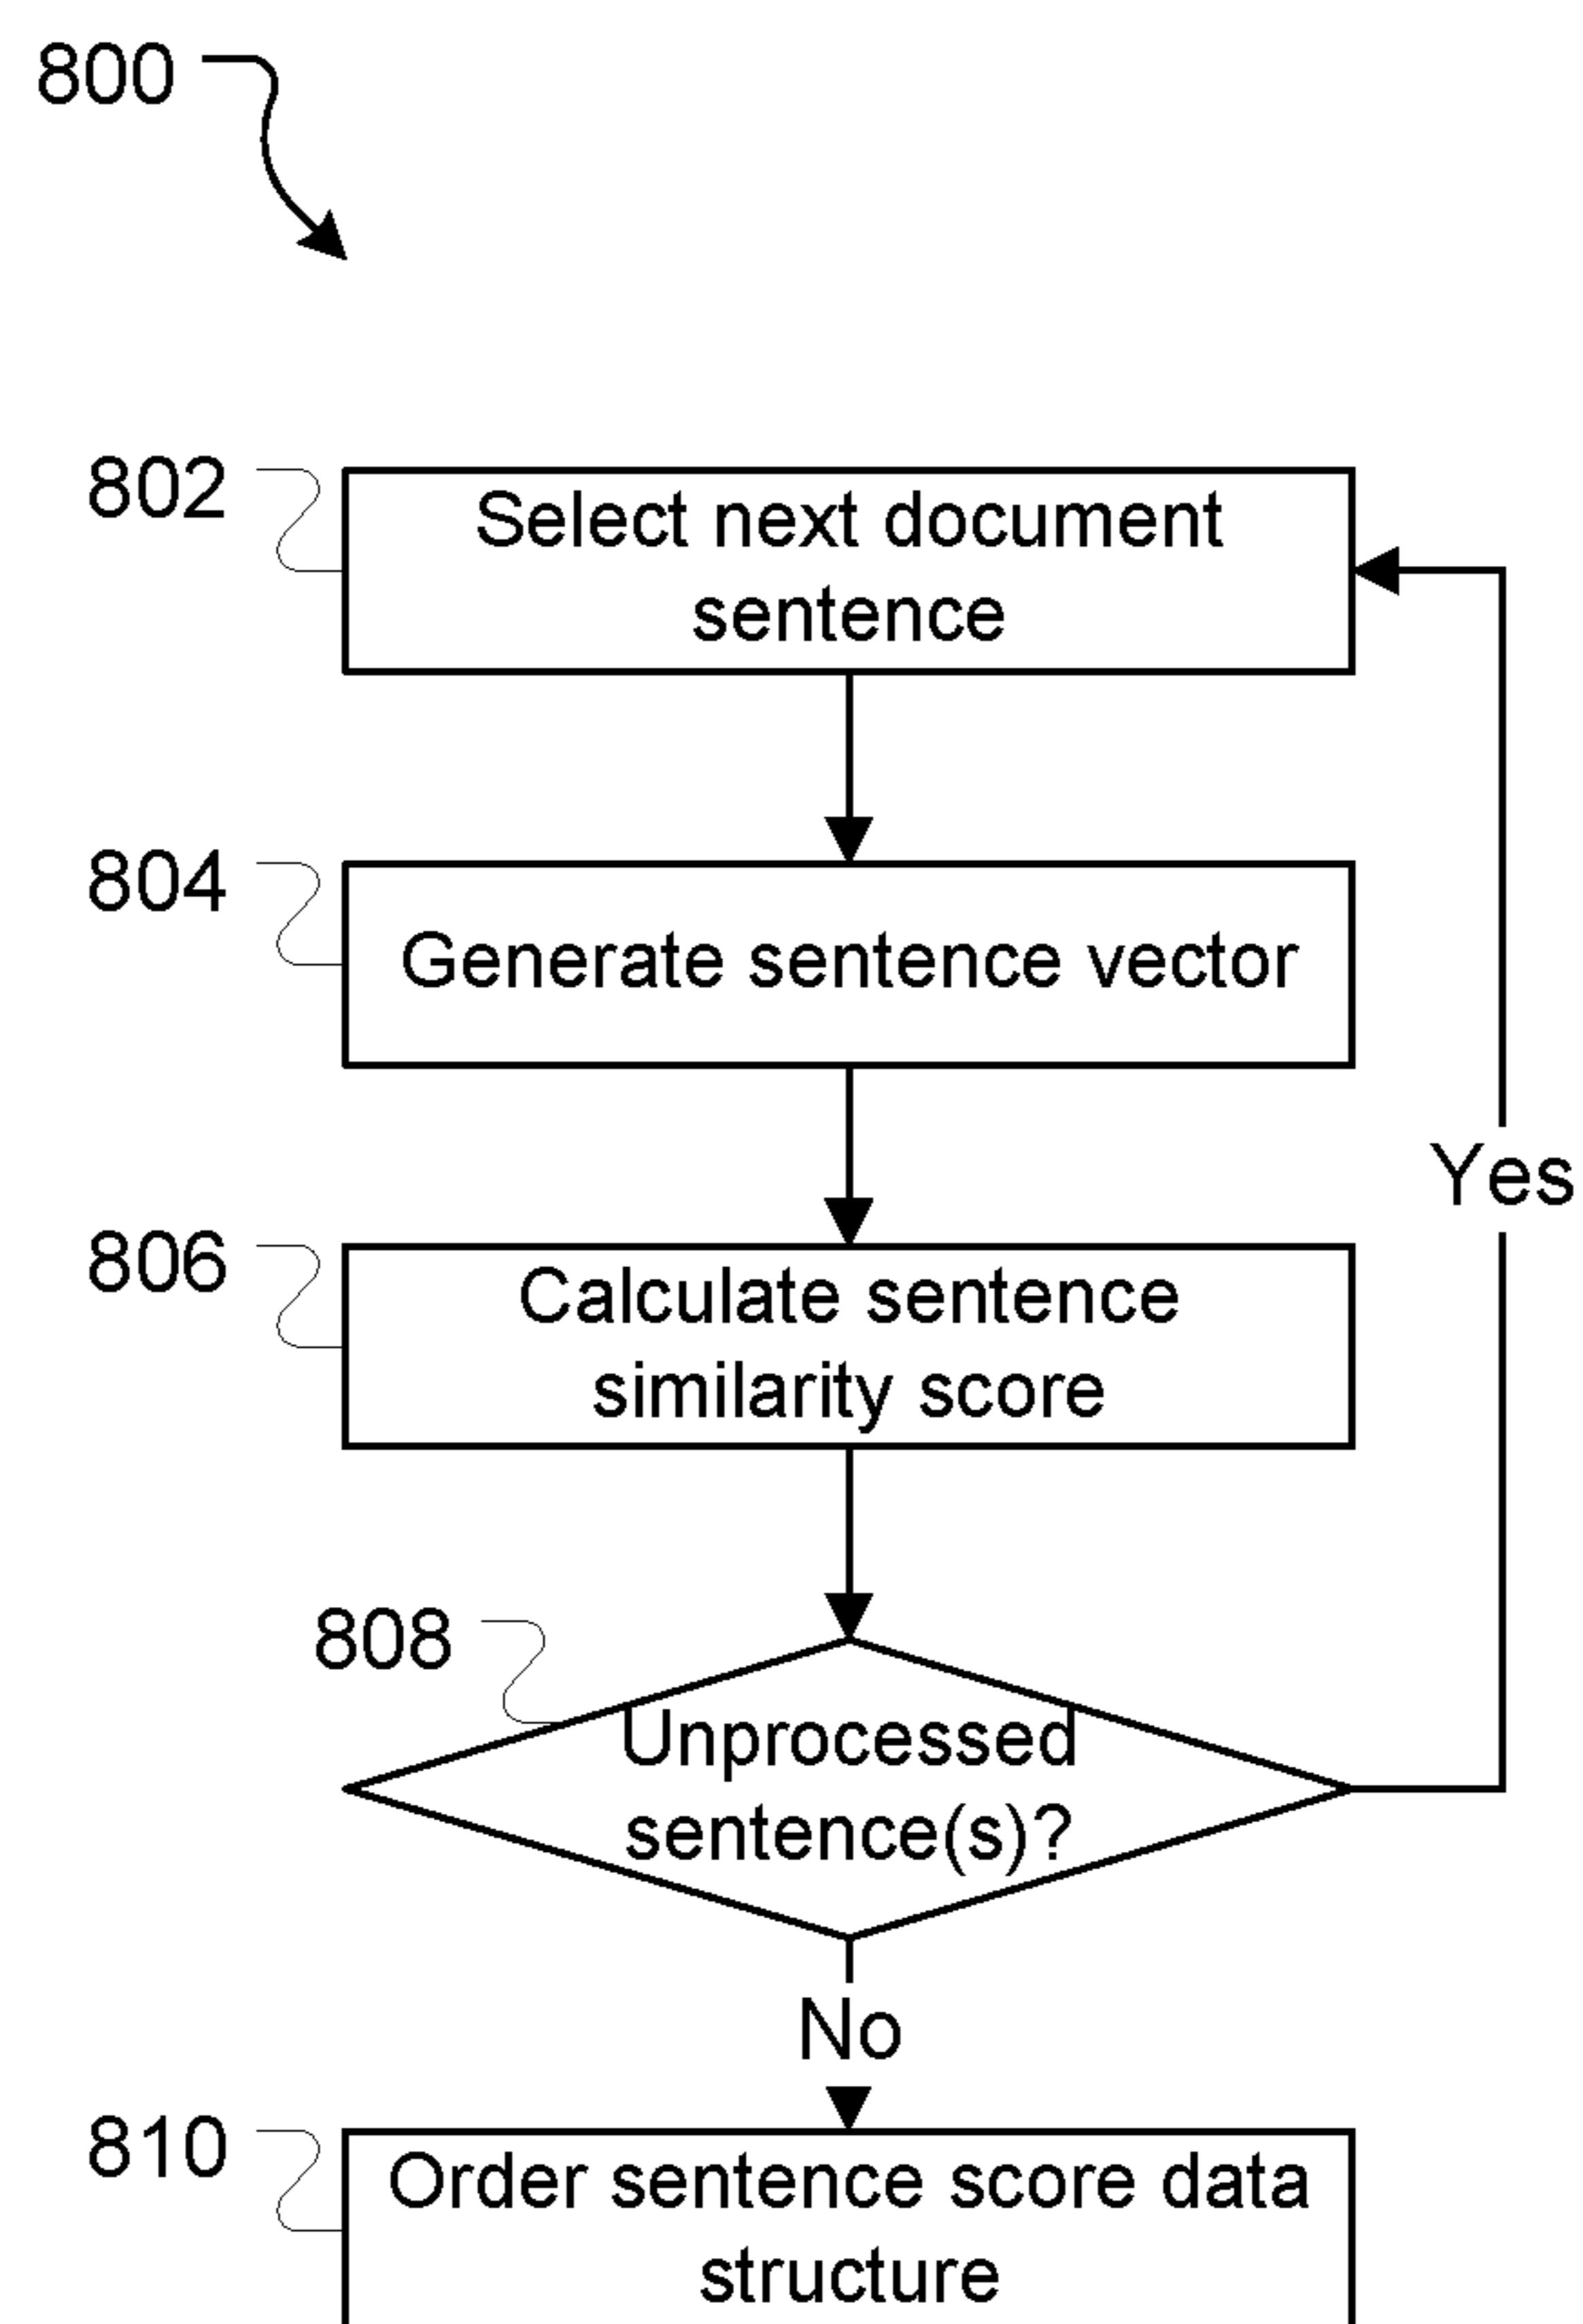 800
802
Select next document
sentence
804
Generate sentence vector
Yes
806
Calculate sentence
similarity score
808
Unprocessed
sentence(s)?
No
810
Order sentence score data
structure